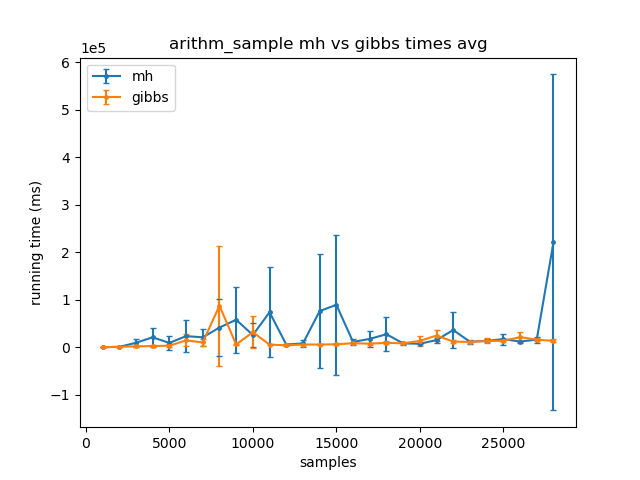 arithm_sample mh vs gibbs times avg
1e5
mh
gibbs
6
5
4
3
2
1
0
−1
running time (ms)
0 5000 10000 15000 20000 25000
samples